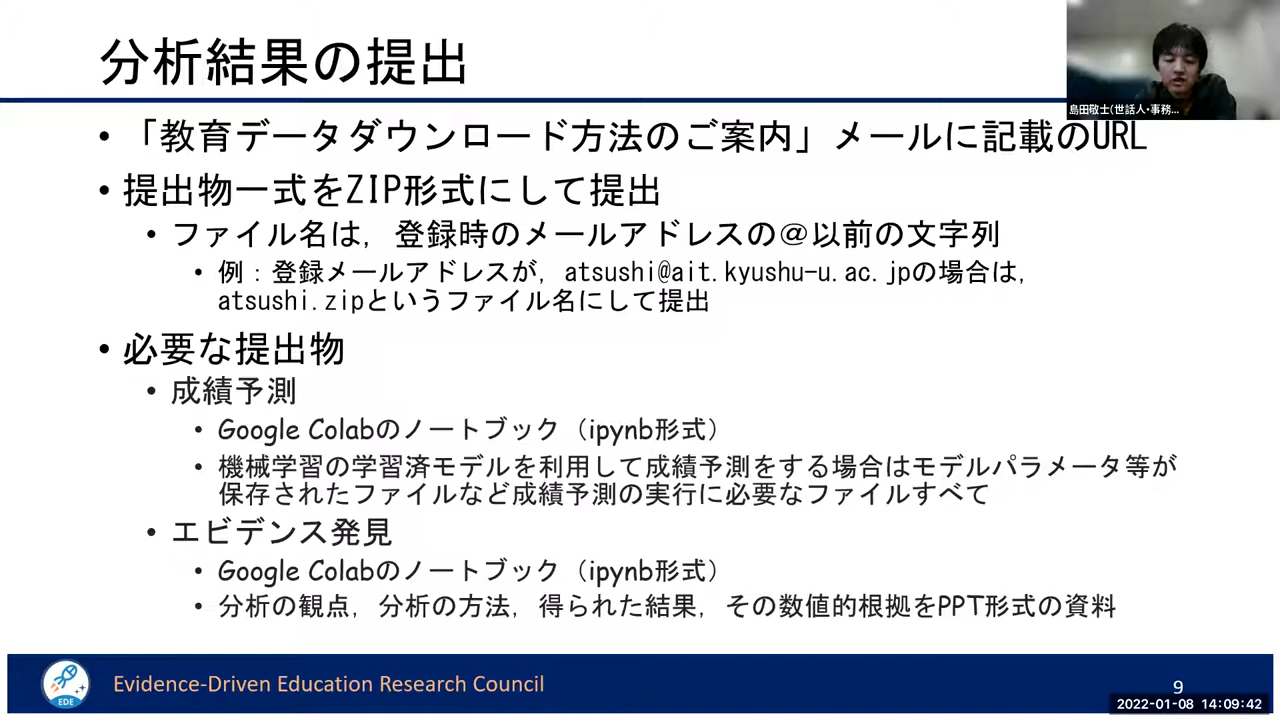 分析結果の提出
島田敬士(世話人・事務...
• 「教育データダウンロード方法のご案内」メールに記載のURL
• 提出物一式をZIP形式にして提出
• ファイル名は，登録時のメールアドレスの＠以前の文字列
• 例：登録メールアドレスが，atsushi@ait.kyushu-u.ac.jpの場合は，
atsushi.zipというファイル名にして提出
• 必要な提出物
• 成績予測
• Google Colabのノートブック（ipynb形式）
• 機械学習の学習済モデルを利用して成績予測をする場合はモデルパラメータ等が
保存されたファイルなど成績予測の実行に必要なファイルすべて
• エビデンス発見
• Google Colabのノートブック（ipynb形式）
• 分析の観点，分析の方法，得られた結果，その数値的根拠をPPT形式の資料
EDE
Evidence-Driven Education Research Council
9
2022-01-08 14:09:42